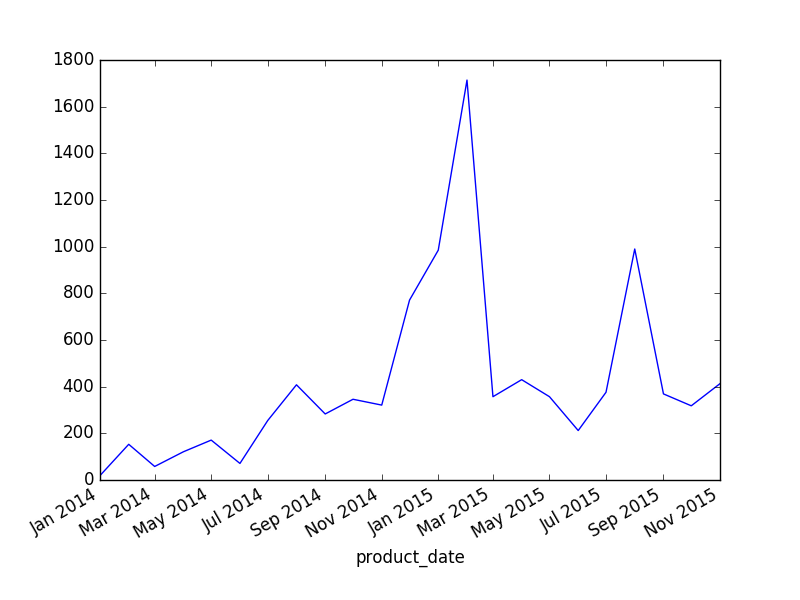 1800
1600
1400
1200
1000
800
600
400
200
0
Jan 2014
Mar 2014
May 2014
Jul 2014
Sep 2014
Nov 2014
Jan 2015
Mar 2015
May 2015
Jul 2015
Sep 2015
Nov 2015
product_date